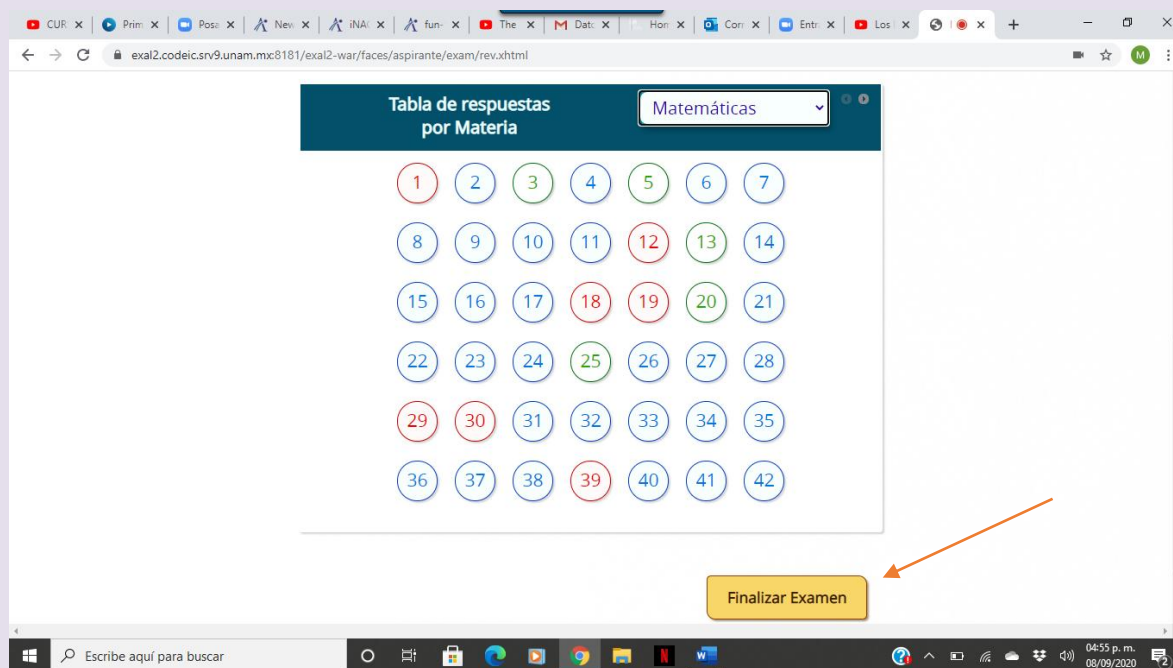 CUR
Prim
Posa
New
iNAC
fun-
The
M Datc
Hom
Corr
Entr
Los
I
exal2.codeic.srv9.unam.mx:8181/exal2-war/faces/aspirante/exam/rev.xhtml
M
Tabla de respuestas
por Materia
Matemáticas
1 2 3 4 5 6 7
8 9 10 11 12 13 14
15 16 17 18 19 20 21
22 23 24 25 26 27 28
29 30 31 32 33 34 35
36 37 38 39 40 41 42
Finalizar Examen
Escribe aquí para buscar
04:55 p. m.
08/09/2020
2